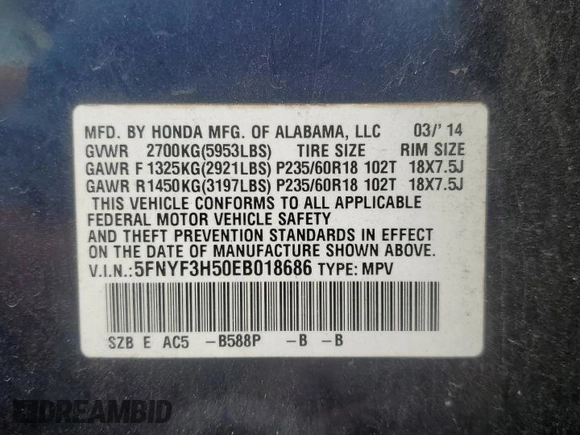 MFD. BY HONDA MFG. OF ALABAMA, LLC 03/'14
GVWR 2700KG(5953LBS) TIRE SIZE RIM SIZE
GAWR F 1325KG(2921LBS) P235/60R18 102T 18X7.5J
GAWR R1450KG(3197LBS) P235/60R18 102T 18X7.5J
THIS VEHICLE CONFORMS TO ALL APPLICABLE
FEDERAL MOTOR VEHICLE SAFETY
AND THEFT PREVENTION STANDARDS IN EFFECT
ON THE DATE OF MANUFACTURE SHOWN ABOVE.
V.I.N.:5FNYF3H50EB018686 TYPE: MPV
SZB E AC5 -B588P -B -B
DREAMBID